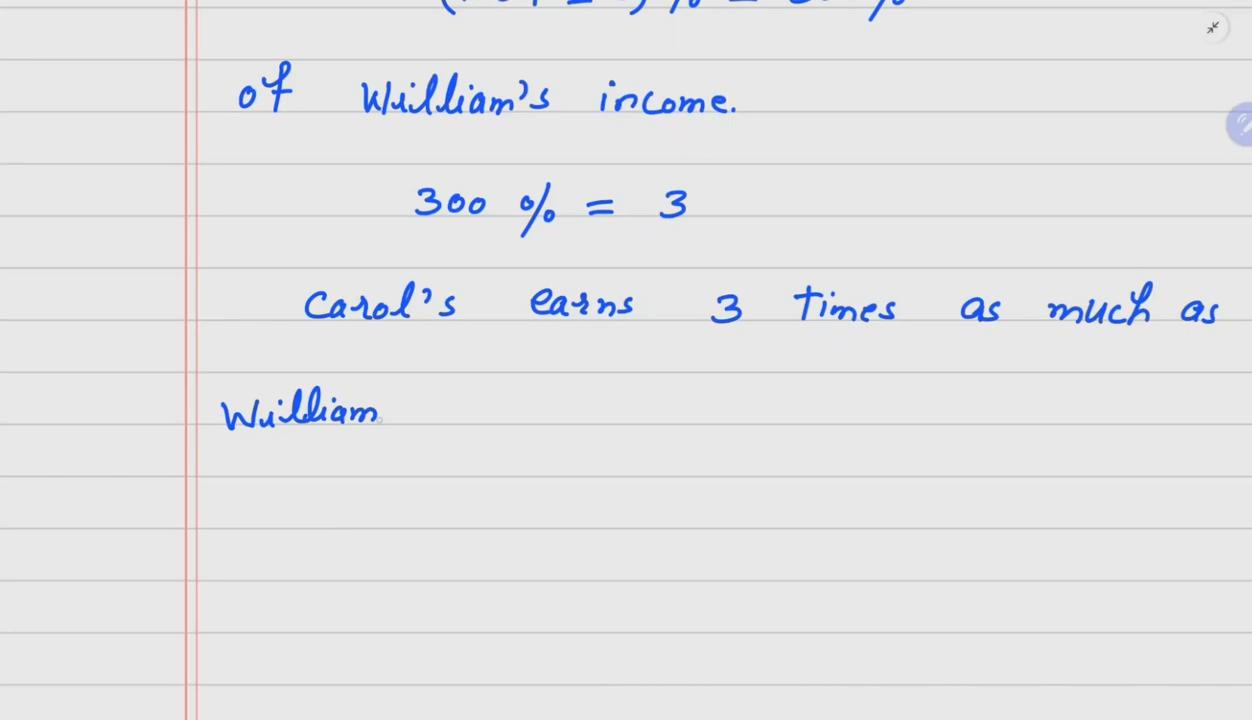 of William's income.
300 % = 3
Carol's earns 3 times as much as
William